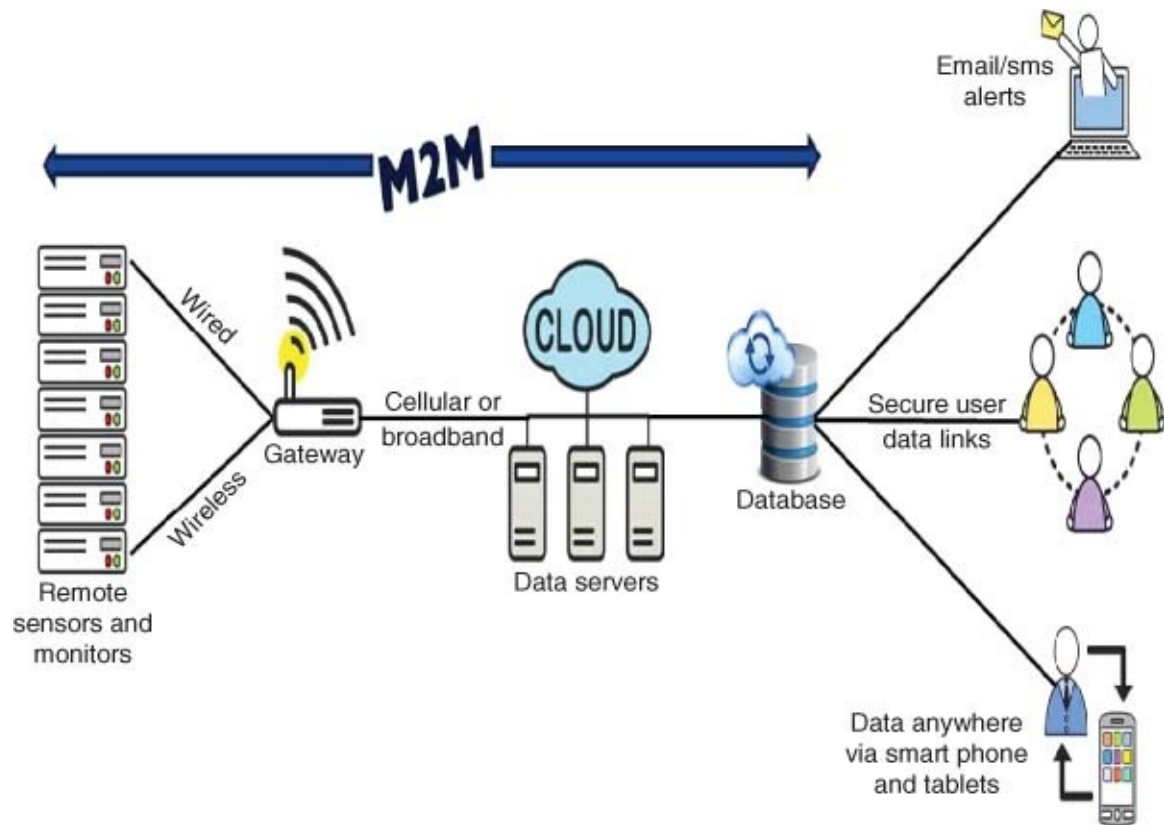 Email/sms
alerts
M2M
Wired
Wireless
Gateway
Cellular or
broadband
CLOUD
Data servers
Database
Secure user
data links
Remote
sensors and
monitors
Data anywhere
via smart phone
and tablets